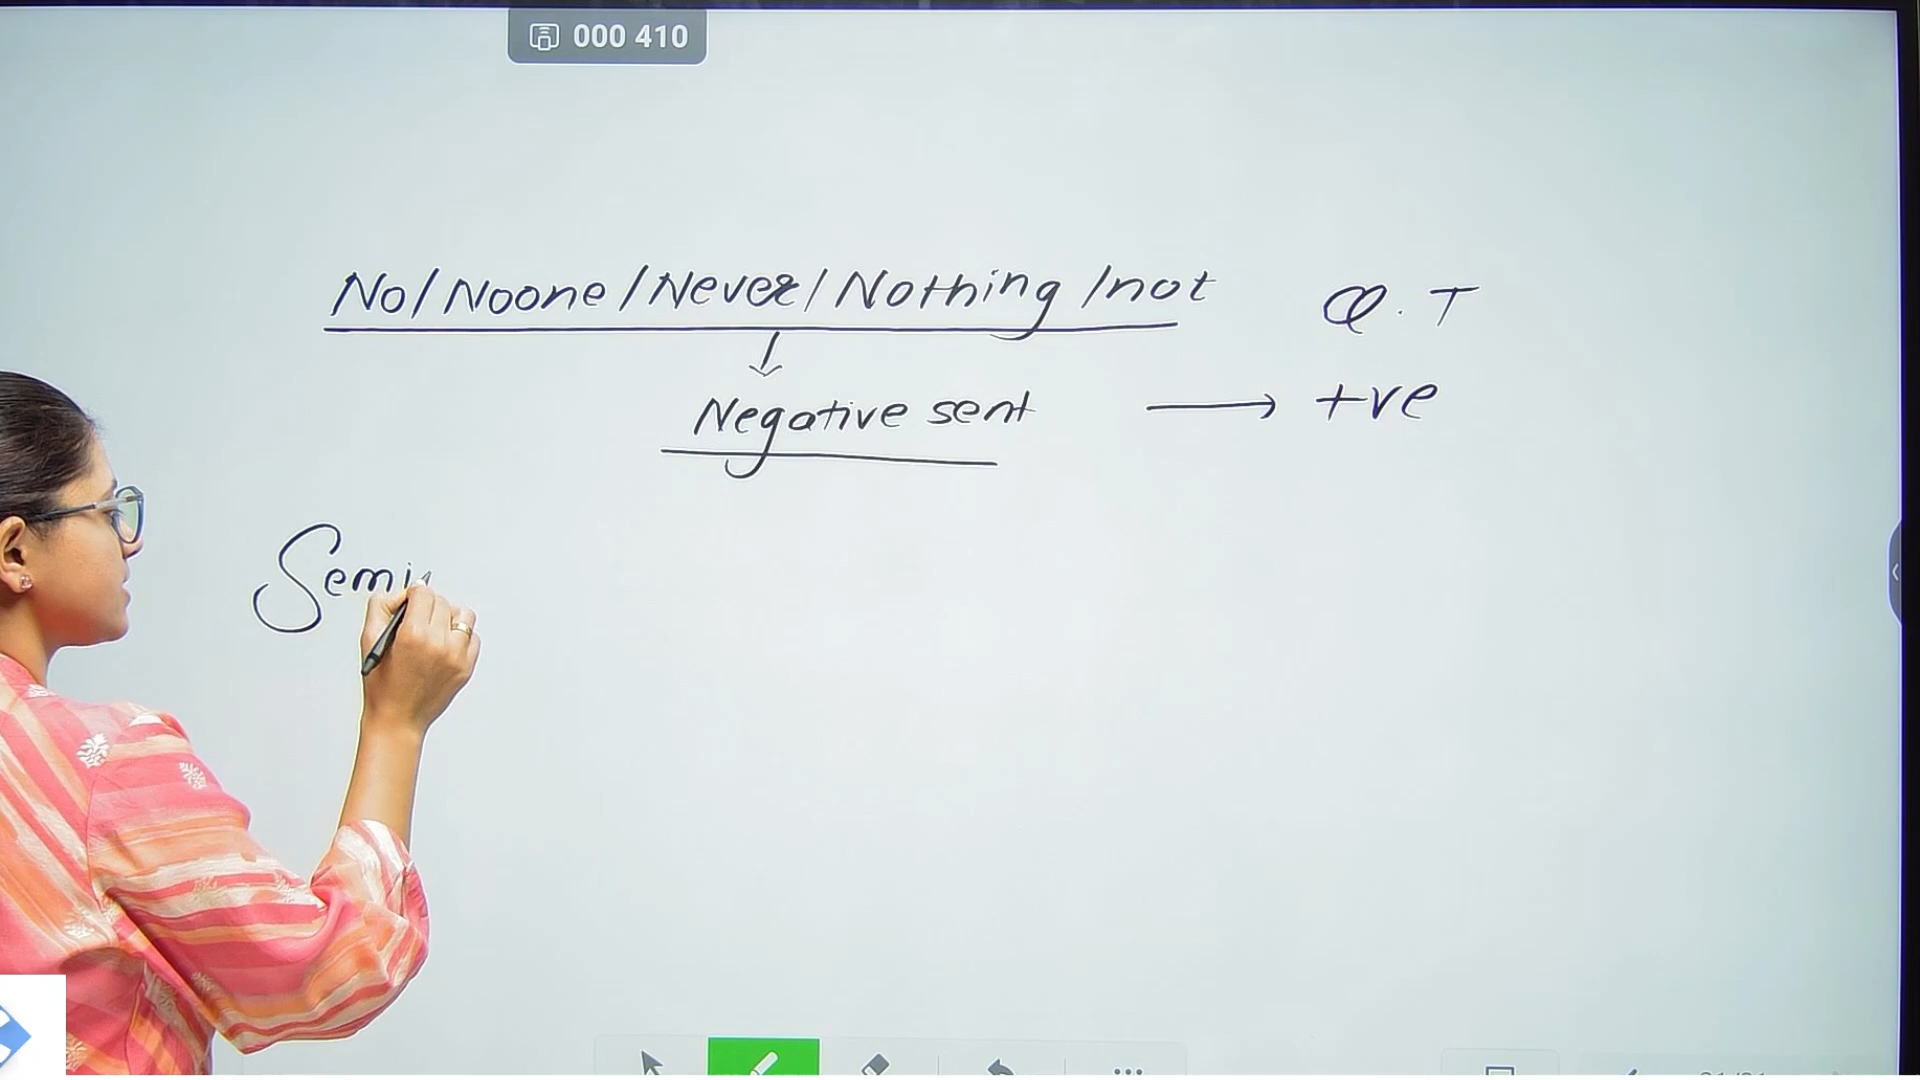 000 410
No/Noone/Never/Nothing/not Q.T
Negative sent → +ve
Semi